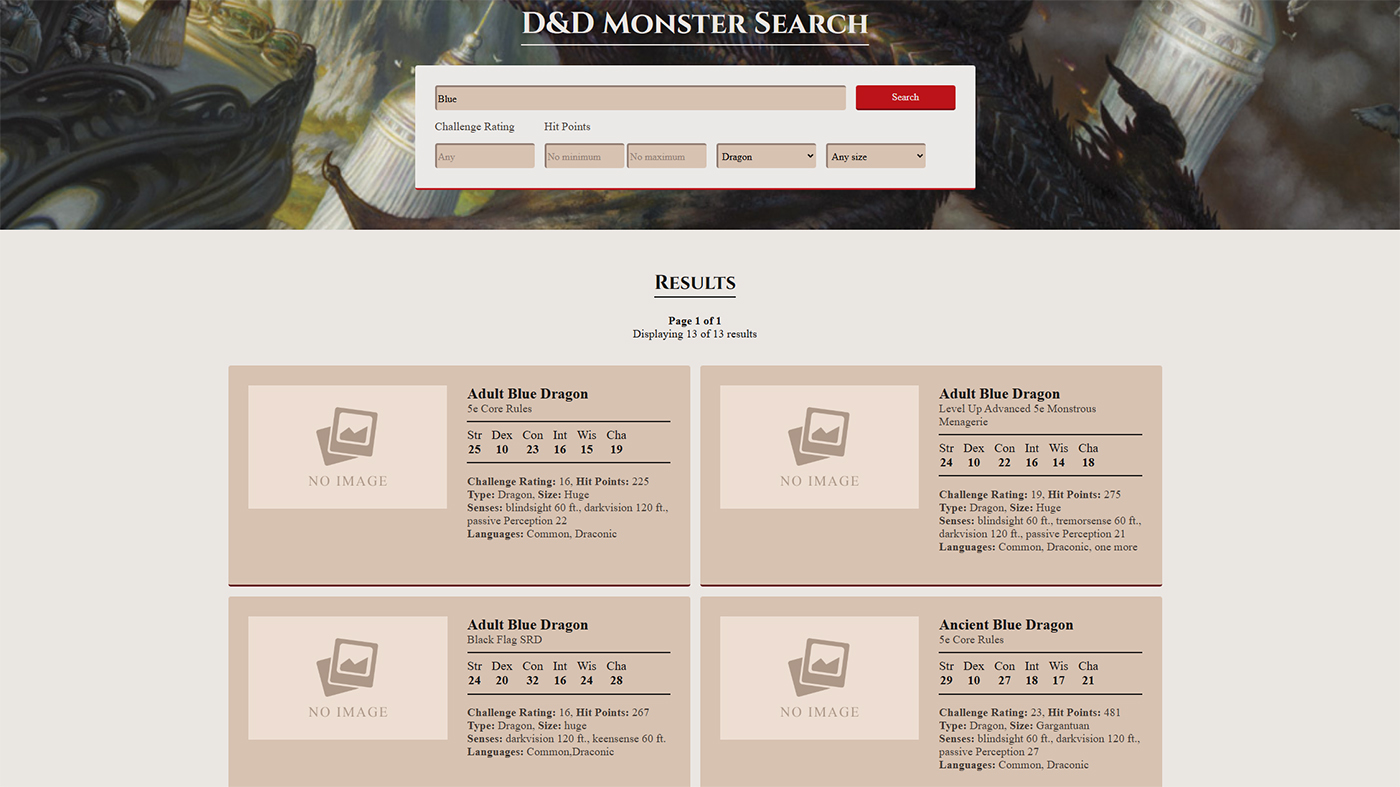 D&D Monster Search
Blue
Search
Challenge Rating Hit Points
Any No minimum No maximum Dragon Any size
Results
Page 1 of 1
Displaying 13 of 13 results
NO IMAGE
Adult Blue Dragon
5e Core Rules
Str Dex Con Int Wis Cha
25 10 23 16 15 19
Challenge Rating: 16, Hit Points: 225
Type: Dragon, Size: Huge
Senses: blindsight 60 ft., darkvision 120 ft.,
passive Perception 22
Languages: Common, Draconic
NO IMAGE
Adult Blue Dragon
Level Up Advanced 5e Monstrous
Menagerie
Str Dex Con Int Wis Cha
24 10 22 16 14 18
Challenge Rating: 19, Hit Points: 275
Type: Dragon, Size: Huge
Senses: blindsight 60 ft., tremorsense 60 ft.,
darkvision 120 ft., passive Perception 21
Languages: Common, Draconic, one more
NO IMAGE
Adult Blue Dragon
Black Flag SRD
Str Dex Con Int Wis Cha
24 20 32 16 24 28
Challenge Rating: 16, Hit Points: 267
Type: Dragon, Size: huge
Senses: darkvision 120 ft., keensense 60 ft.
Languages: Common,Draconic
NO IMAGE
Ancient Blue Dragon
5e Core Rules
Str Dex Con Int Wis Cha
29 10 27 18 17 21
Challenge Rating: 23, Hit Points: 481
Type: Dragon, Size: Gargantuan
Senses: blindsight 60 ft., darkvision 120 ft.,
passive Perception 27
Languages: Common, Draconic